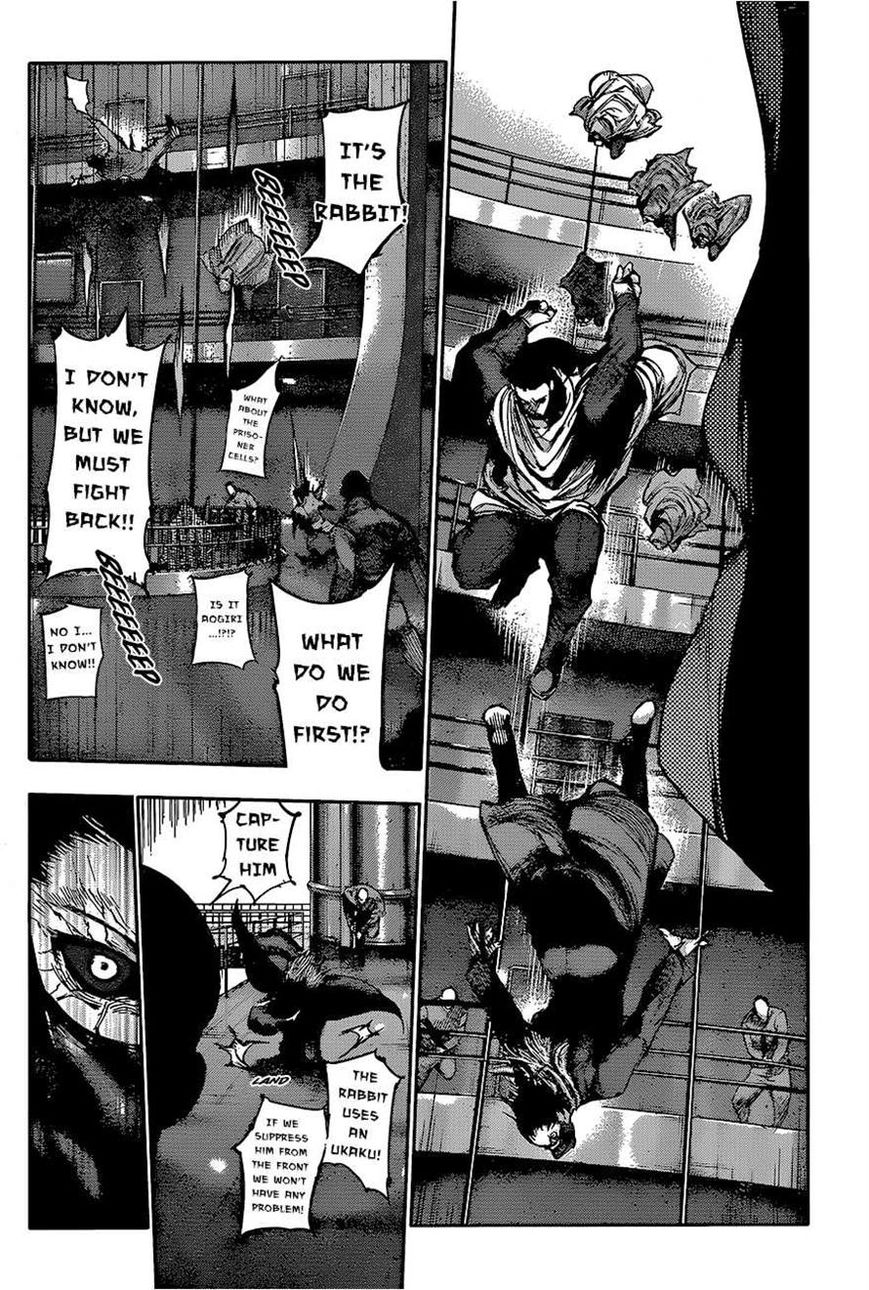 IT'S
THE
RABBIT!
BEEEEEEP
WHAT
ABOUT
THE
PRISO-
NER
CELLS?
I DON'T
KNOW,
BUT WE
MUST
FIGHT
BACK!!
WHAT
DO WE
DO
FIRST!?
IS IT
AOGIRI
...!?!?
BEEEEEEEP
NO I...
I DON'T
KNOW!!
CAP-
TURE
HIM
LAND
THE
RABBIT
USES
AN
UKAKU!
IF WE
SUPPRESS
HIM FROM
THE FRONT
WE WON'T
HAVE ANY
PROBLEM!